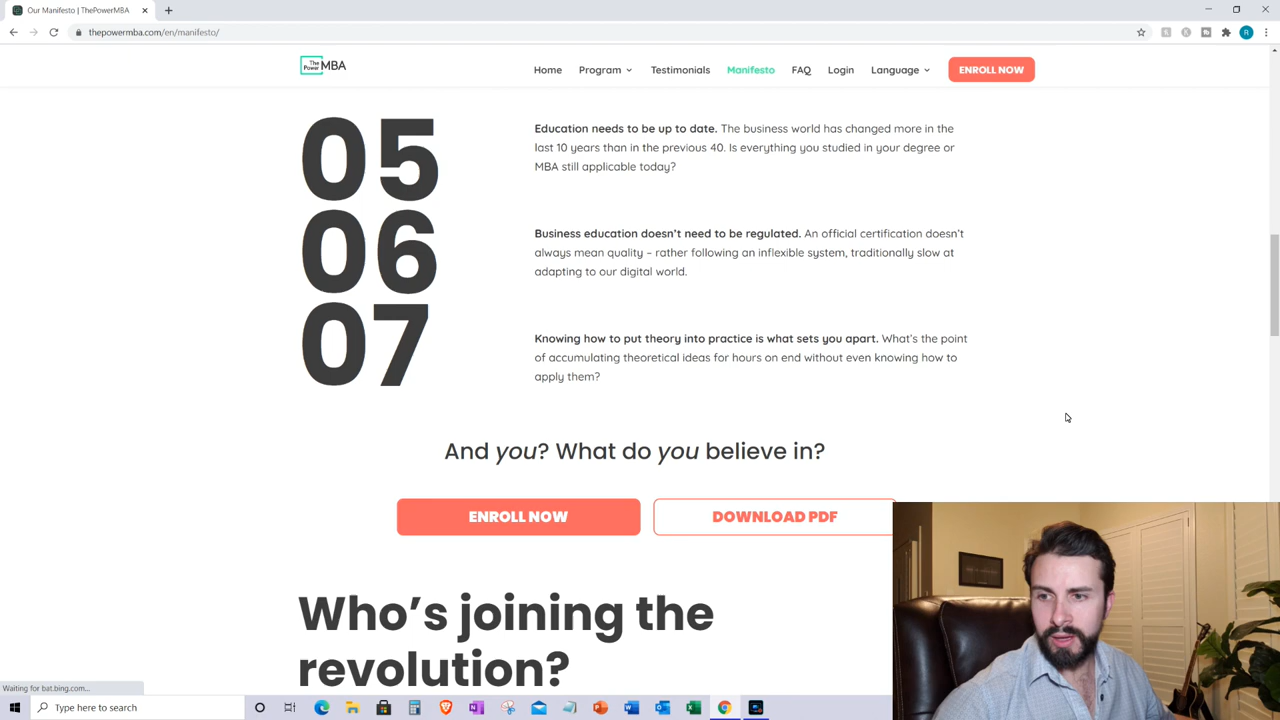 Our Manifesto | ThePowerMBA
thepowermba.com/en/manifesto/
The Power MBA
Home
Program
Testimonials
Manifesto
FAQ
Login
Language
ENROLL NOW
05
Education needs to be up to date. The business world has changed more in the
last 10 years than in the previous 40. Is everything you studied in your degree or
MBA still applicable today?
06
Business education doesn't need to be regulated. An official certification doesn't
always mean quality – rather following an inflexible system, traditionally slow at
adapting to our digital world.
07
Knowing how to put theory into practice is what sets you apart. What's the point
of accumulating theoretical ideas for hours on end without even knowing how to
apply them?
And you? What do you believe in?
ENROLL NOW
DOWNLOAD PDF
Who's joining the
revolution?
Waiting for bat.bing.com...
Type here to search